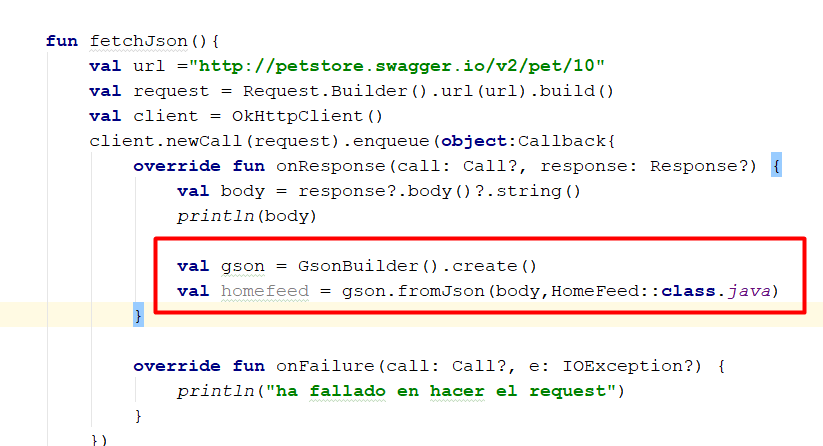 fun fetchJson(){
val url ="http://petstore.swagger.io/v2/pet/10"
val request = Request.Builder().url(url).build()
val client = OkHttpClient()
client.newCall(request).enqueue(object:Callback{
override fun onResponse(call: Call?, response: Response?) {
val body = response?.body()?.string()
println(body)
val gson = GsonBuilder().create()
val homefeed = gson.fromJson(body,HomeFeed::class.java)
}
override fun onFailure(call: Call?, e: IOException?) {
println("ha fallado en hacer el request")
}
})